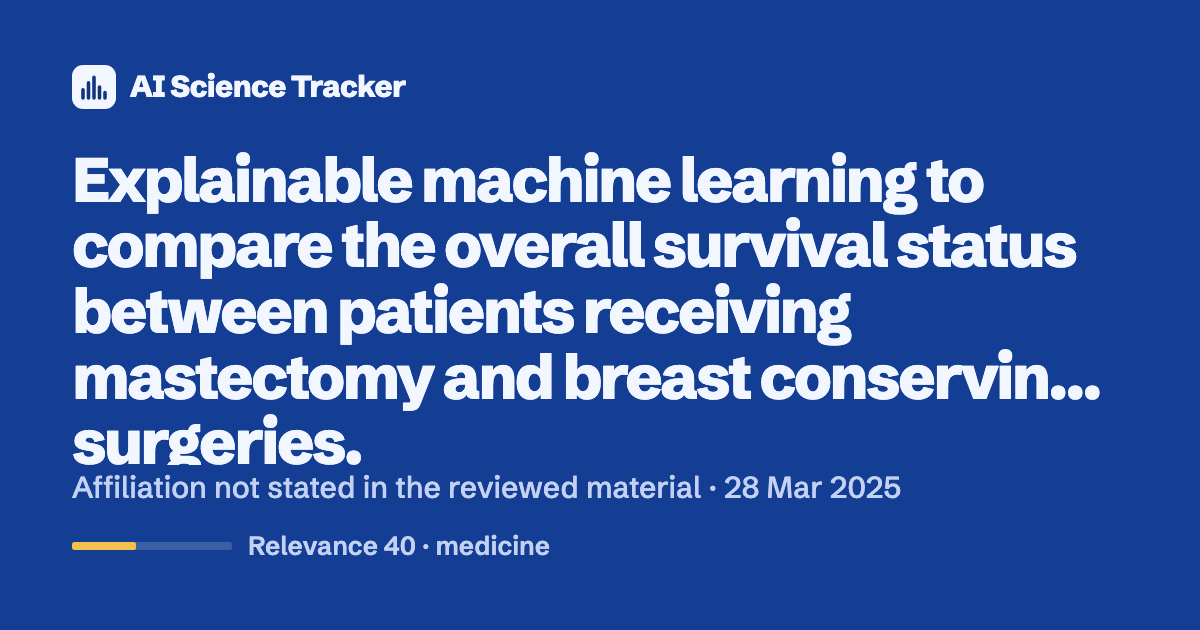 AI Science Tracker
Explainable machine learning to
compare the overall survival status
between patients receiving
mastectomy and breast conservin...
surgeries.
Affiliation not stated in the reviewed material · 28 Mar 2025
Relevance 40 · medicine